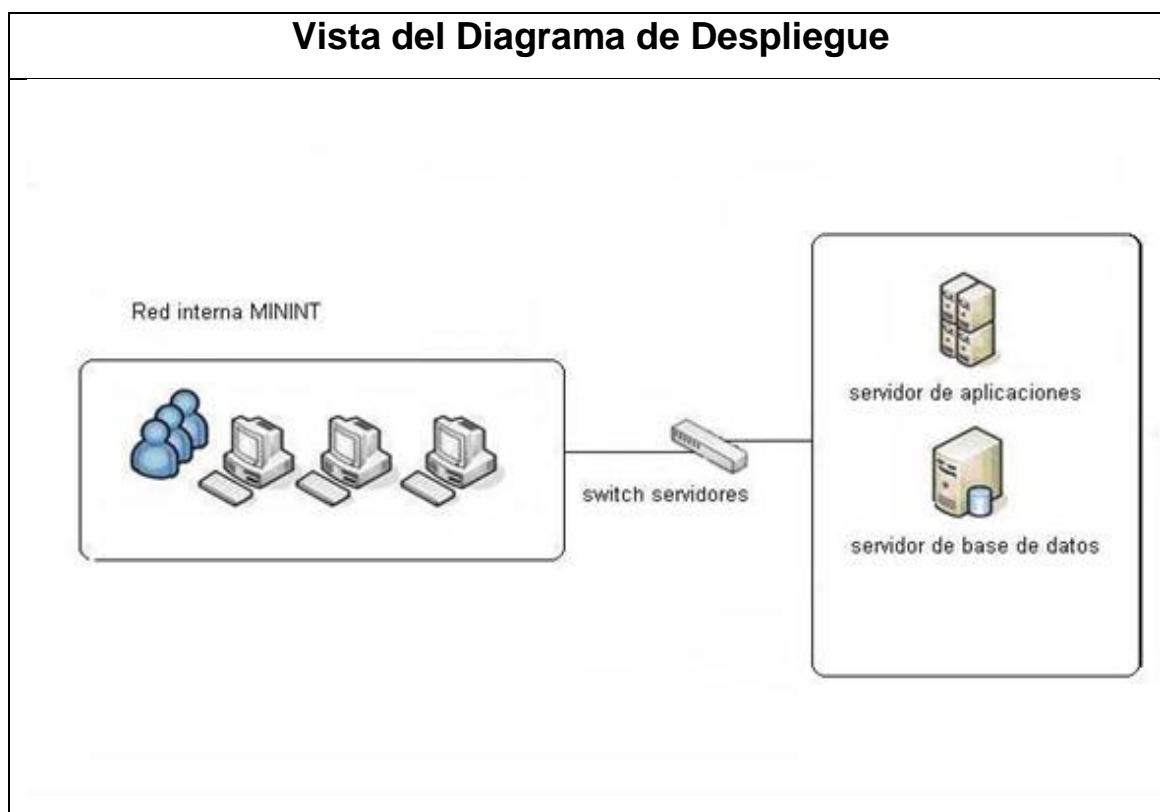 Vista del Diagrama de Despliegue
Red interna MININT
switch servidores
servidor de aplicaciones
servidor de base de datos